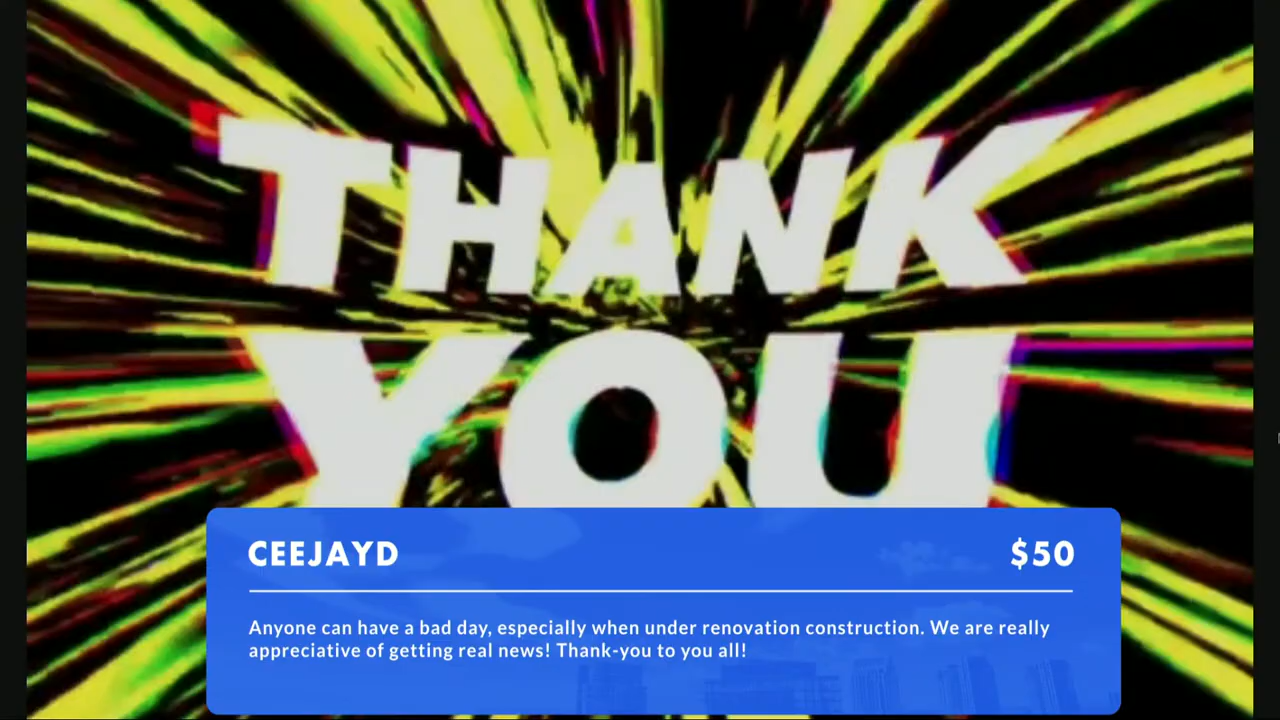 THANK
YOU
CEEJAYD
$50
Anyone can have a bad day, especially when under renovation construction. We are really
appreciative of getting real news! Thank-you to you all!